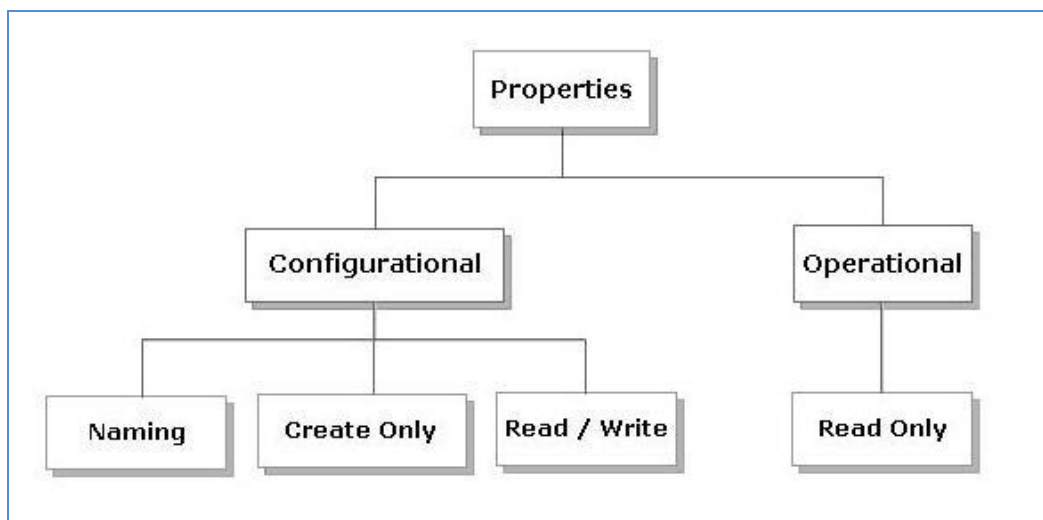 Properties
Configurational
Operational
Naming
Create Only
Read / Write
Read Only